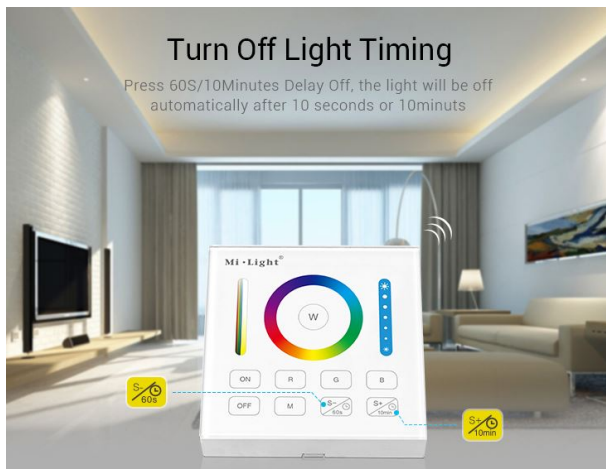 Turn Off Light Timing
Press 60S/10Minutes Delay Off, the light will be off
automatically after 10 seconds or 10minuts
Mi·Light®
W
ON R G B
OFF M S- 60s S+ 10min
S- 60s
S+ 10min